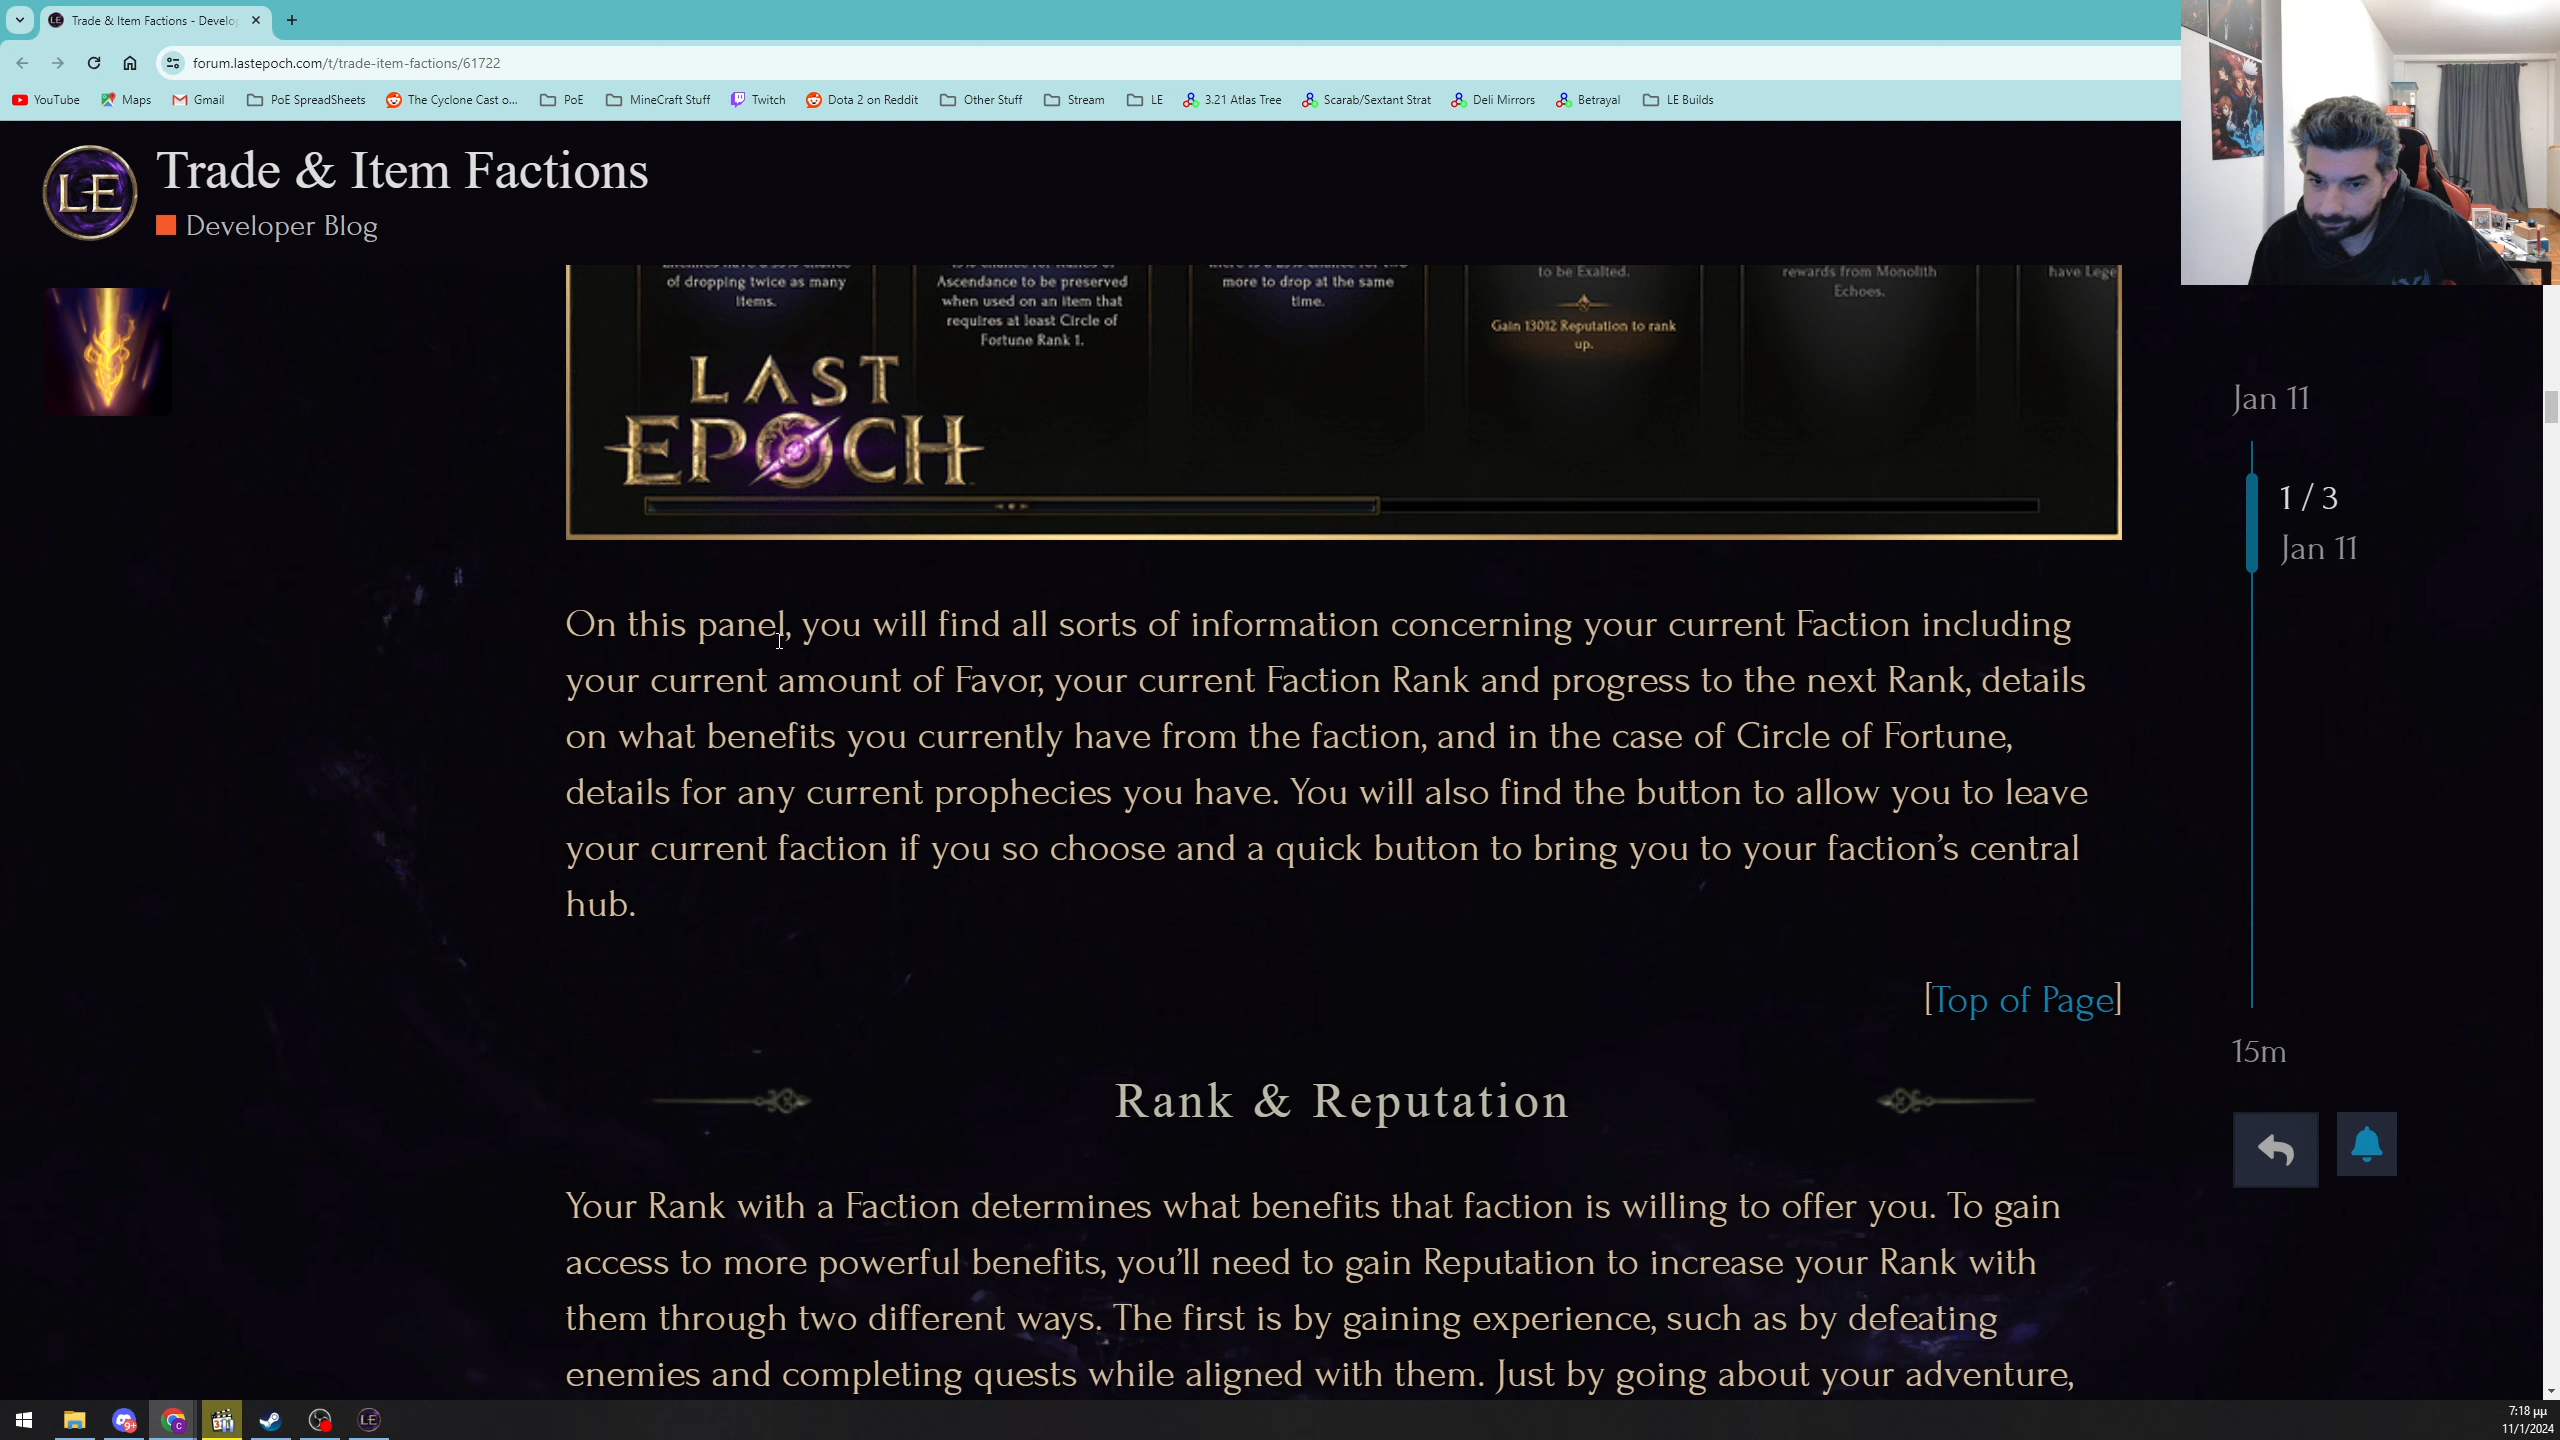 Trade & Item Factions - Develo
forum.lastepoch.com/t/trade-item-factions/61722
YouTube Maps Gmail PoE SpreadSheets The Cyclone Cast o... PoE MineCraft Stuff Twitch Dota 2 on Reddit Other Stuff Stream LE 3.21 Atlas Tree Scarab/Sextant Strat Deli Mirrors Betrayal LE Builds
LE
Trade & Item Factions
Developer Blog
of dropping twice as many
items.
Ascendance to be preserved
when used on an item that
requires at least Circle of
Fortune Rank 1.
more to drop at the same
time.
to be Exalted.
Gain 13012 Reputation to rank
up.
rewards from Monolith
Echoes.
have Lege
LAST
EPOCH
Jan 11
1 / 3
Jan 11
On this panel, you will find all sorts of information concerning your current Faction including
your current amount of Favor, your current Faction Rank and progress to the next Rank, details
on what benefits you currently have from the faction, and in the case of Circle of Fortune,
details for any current prophecies you have. You will also find the button to allow you to leave
your current faction if you so choose and a quick button to bring you to your faction’s central
hub.
[Top of Page]
15m
Rank & Reputation
Your Rank with a Faction determines what benefits that faction is willing to offer you. To gain
access to more powerful benefits, you’ll need to gain Reputation to increase your Rank with
them through two different ways. The first is by gaining experience, such as by defeating
enemies and completing quests while aligned with them. Just by going about your adventure,
9+
LE
7:18 μμ
11/1/2024